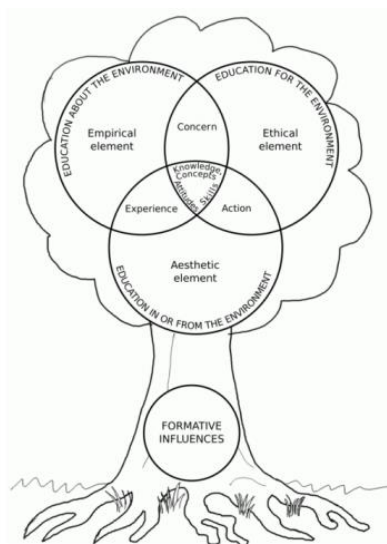 EDUCATION ABOUT THE ENVIRONMENT
EDUCATION FOR THE ENVIRONMENT
Empirical
element
Concern
Ethical
element
Knowledge,
Concepts
Attitudes
Skills
Experience
Action
Aesthetic
element
EDUCATION IN OR FROM THE ENVIRONMENT
FORMATIVE
INFLUENCES